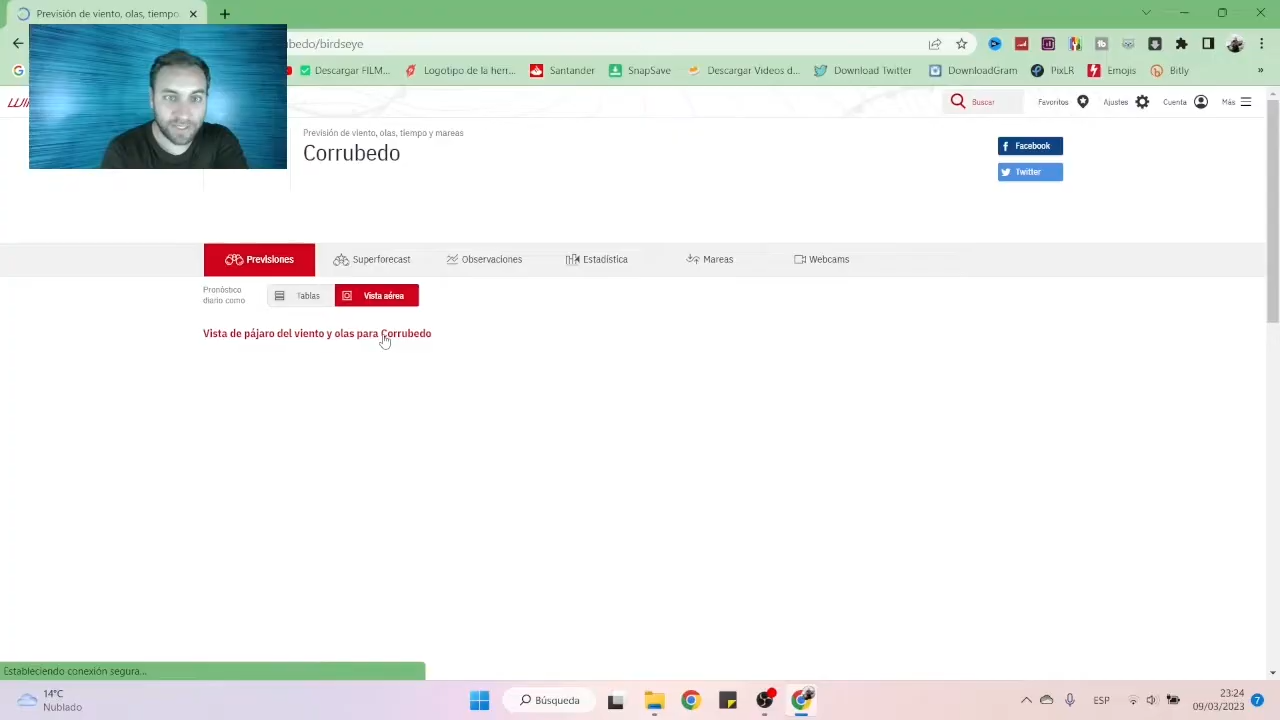 Previsión de viento, olas, tiempo
bedo/birdseye
Descargar FILM...
Logotipo de la hem...
Santander
SnapSave
Descargar Videos d...
Download Twitter
DownloadGram
PixLR
Emojis
Bitly
Buscar
Favoritos
Ajustes
Cuenta
Más
Previsión de viento, olas, tiempo y mareas
Corrubedo
Facebook
Twitter
Previsiones
Superforecast
Observaciones
Estadística
Mareas
Webcams
Pronóstico
diario como
Tablas
Vista aérea
Vista de pájaro del viento y olas para Corrubedo
Estableciendo conexión segura...
14°C
Nublado
Búsqueda
ESP
23:24
09/03/2023
7